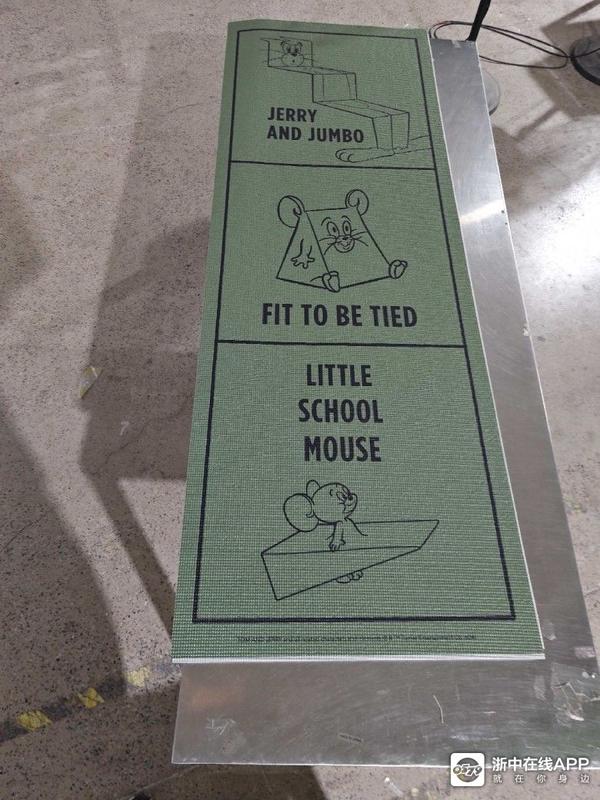 JERRY
AND JUMBO
FIT TO BE TIED
LITTLE
SCHOOL
MOUSE
浙中在线APP
就在你身边